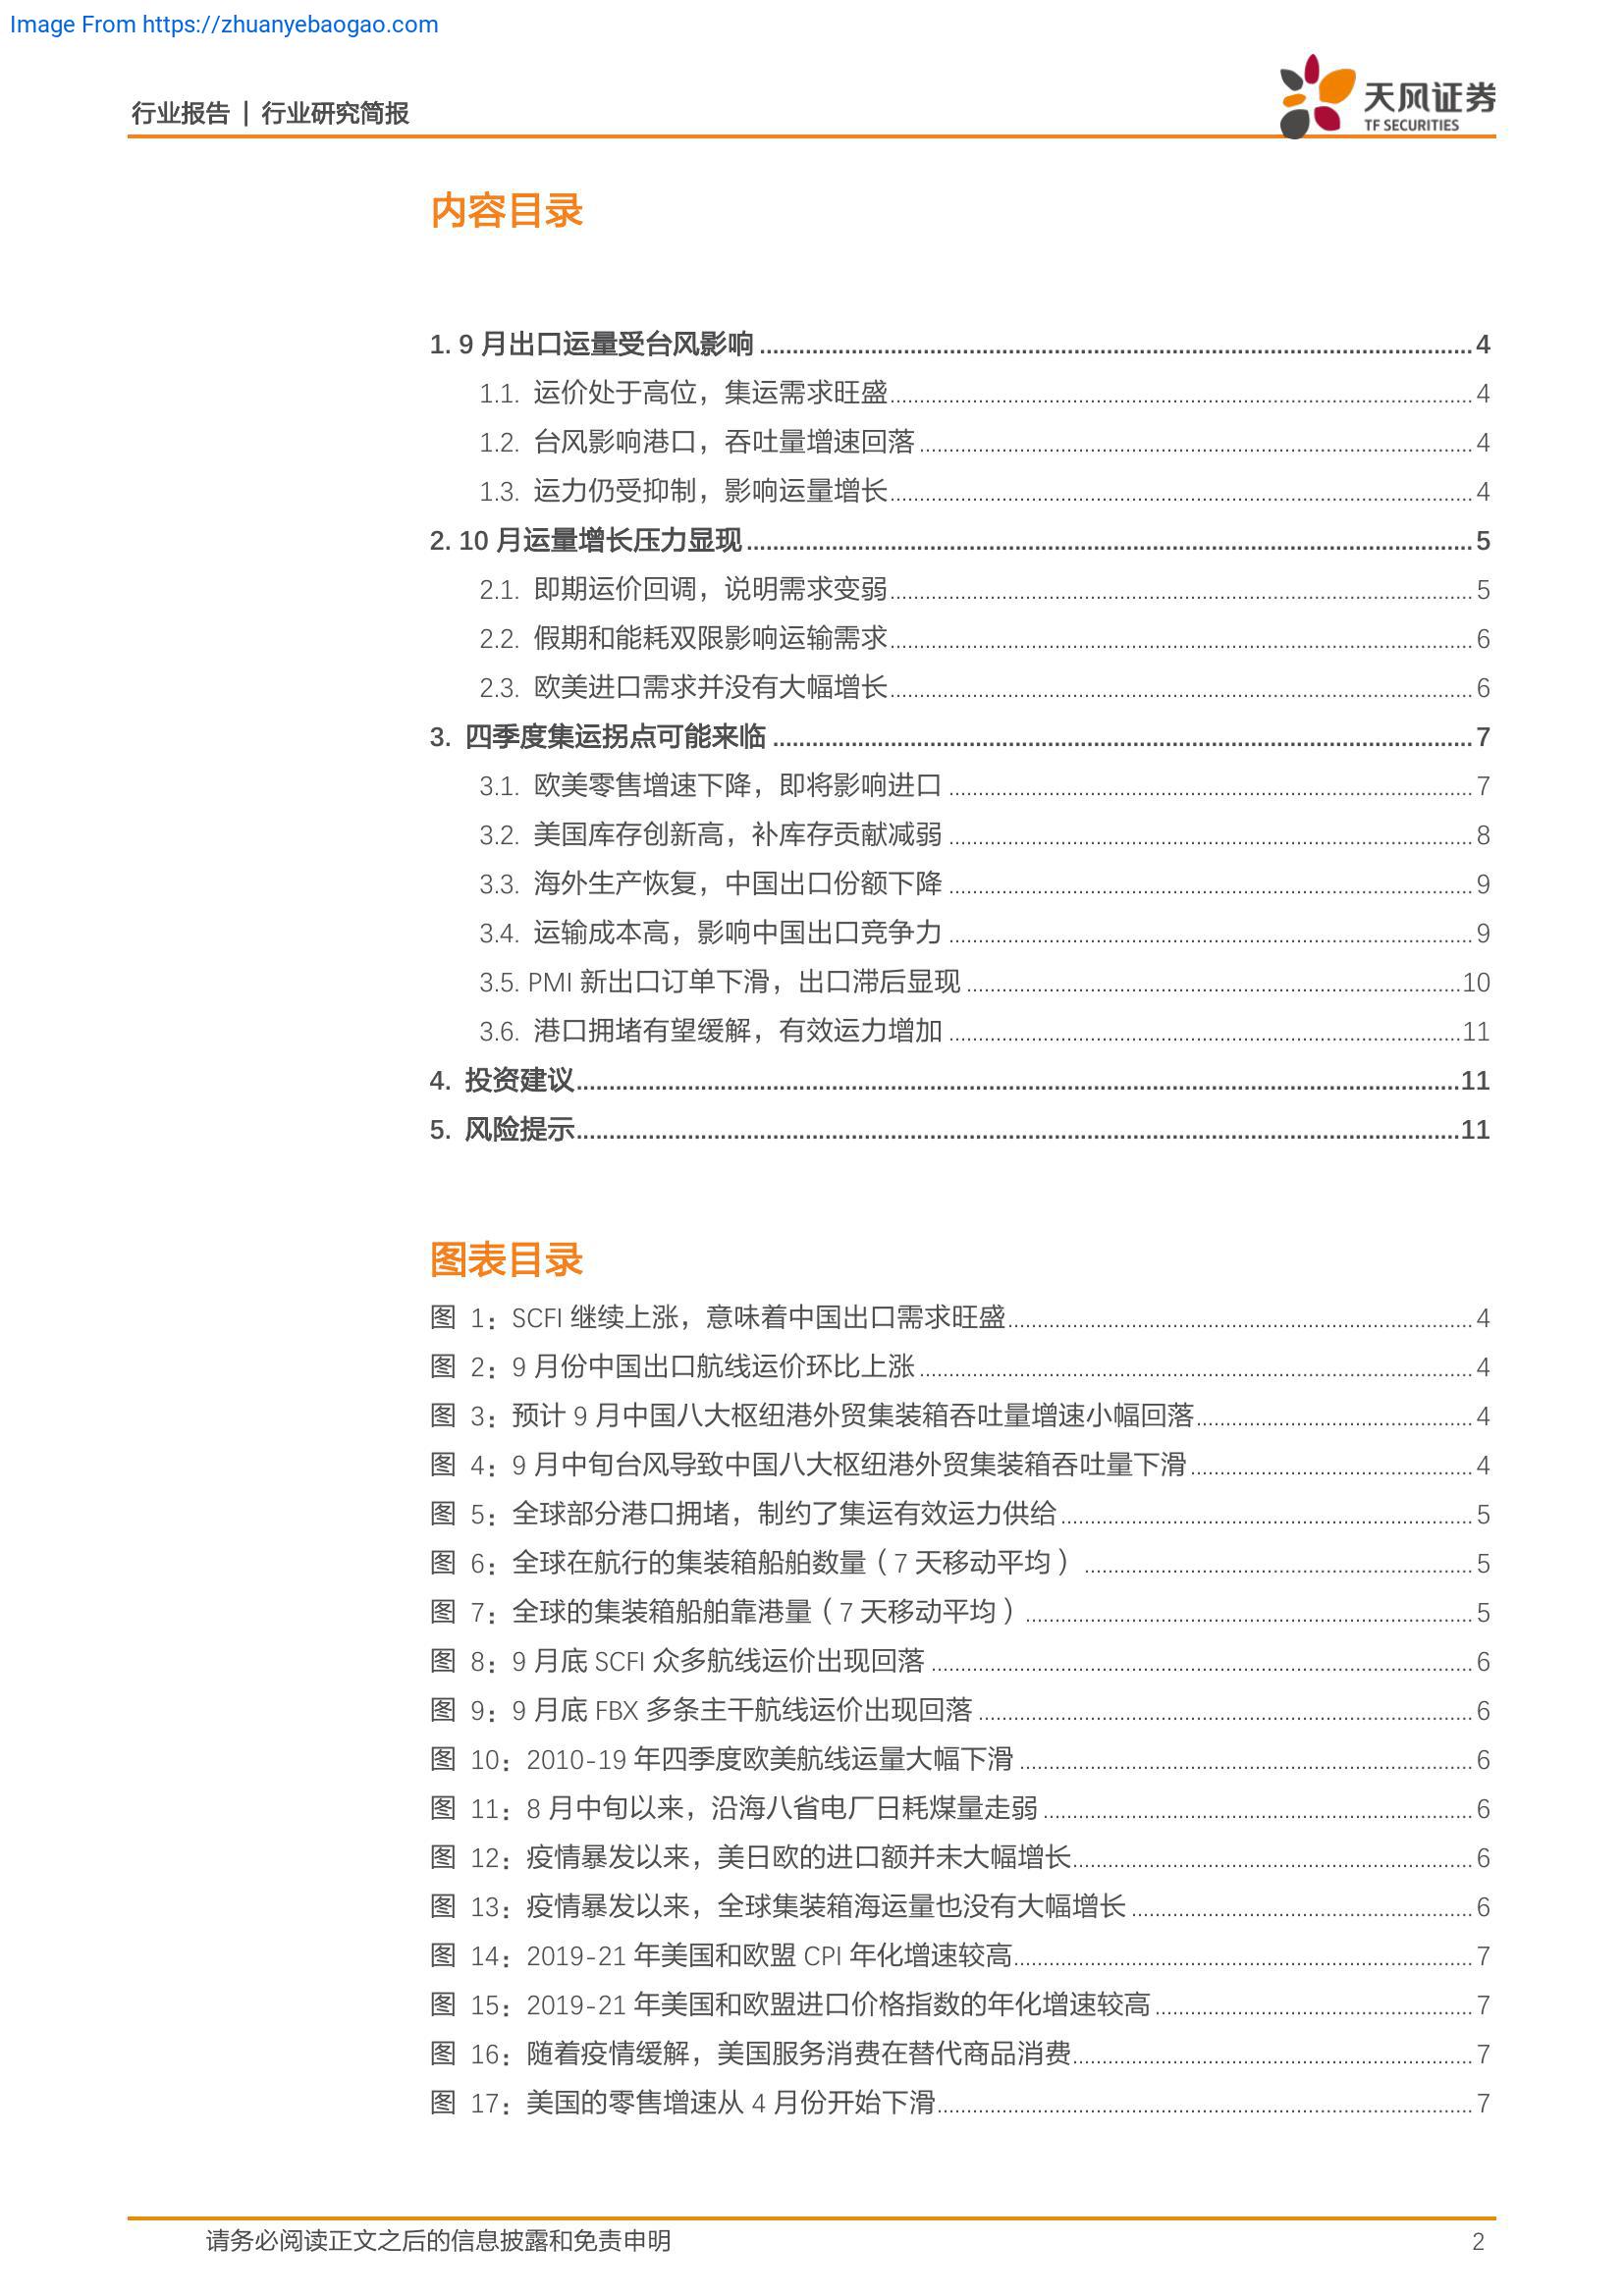 Image From https://zhuanyebaogao.com
行业报告 | 行业研究简报
天风证券
TF SECURITIES
内容目录
1. 9 月出口运量受台风影响 4
1.1. 运价处于高位，集运需求旺盛 4
1.2. 台风影响港口，吞吐量增速回落 4
1.3. 运力仍受抑制，影响运量增长 4
2. 10 月运量增长压力显现 5
2.1. 即期运价回调，说明需求变弱 5
2.2. 假期和能耗双限影响运输需求 6
2.3. 欧美进口需求并没有大幅增长 6
3. 四季度集运拐点可能来临 7
3.1. 欧美零售增速下降，即将影响进口 7
3.2. 美国库存创新高，补库存贡献减弱 8
3.3. 海外生产恢复，中国出口份额下降 9
3.4. 运输成本高，影响中国出口竞争力 9
3.5. PMI 新出口订单下滑，出口滞后显现 10
3.6. 港口拥堵有望缓解，有效运力增加 11
4. 投资建议 11
5. 风险提示 11
图表目录
图 1：SCFI 继续上涨，意味着中国出口需求旺盛 4
图 2：9 月份中国出口航线运价环比上涨 4
图 3：预计 9 月中国八大枢纽港外贸集装箱吞吐量增速小幅回落 4
图 4：9 月中旬台风导致中国八大枢纽港外贸集装箱吞吐量下滑 4
图 5：全球部分港口拥堵，制约了集运有效运力供给 5
图 6：全球在航行的集装箱船舶数量（7 天移动平均） 5
图 7：全球的集装箱船舶靠港量（7 天移动平均） 5
图 8：9 月底 SCFI 众多航线运价出现回落 6
图 9：9 月底 FBX 多条主干航线运价出现回落 6
图 10：2010-19 年四季度欧美航线运量大幅下滑 6
图 11：8 月中旬以来，沿海八省电厂日耗煤量走弱 6
图 12：疫情暴发以来，美日欧的进口额并未大幅增长 6
图 13：疫情暴发以来，全球集装箱海运量也没有大幅增长 6
图 14：2019-21 年美国和欧盟 CPI 年化增速较高 7
图 15：2019-21 年美国和欧盟进口价格指数的年化增速较高 7
图 16：随着疫情缓解，美国服务消费在替代商品消费 7
图 17：美国的零售增速从 4 月份开始下滑 7
请务必阅读正文之后的信息披露和免责申明 2